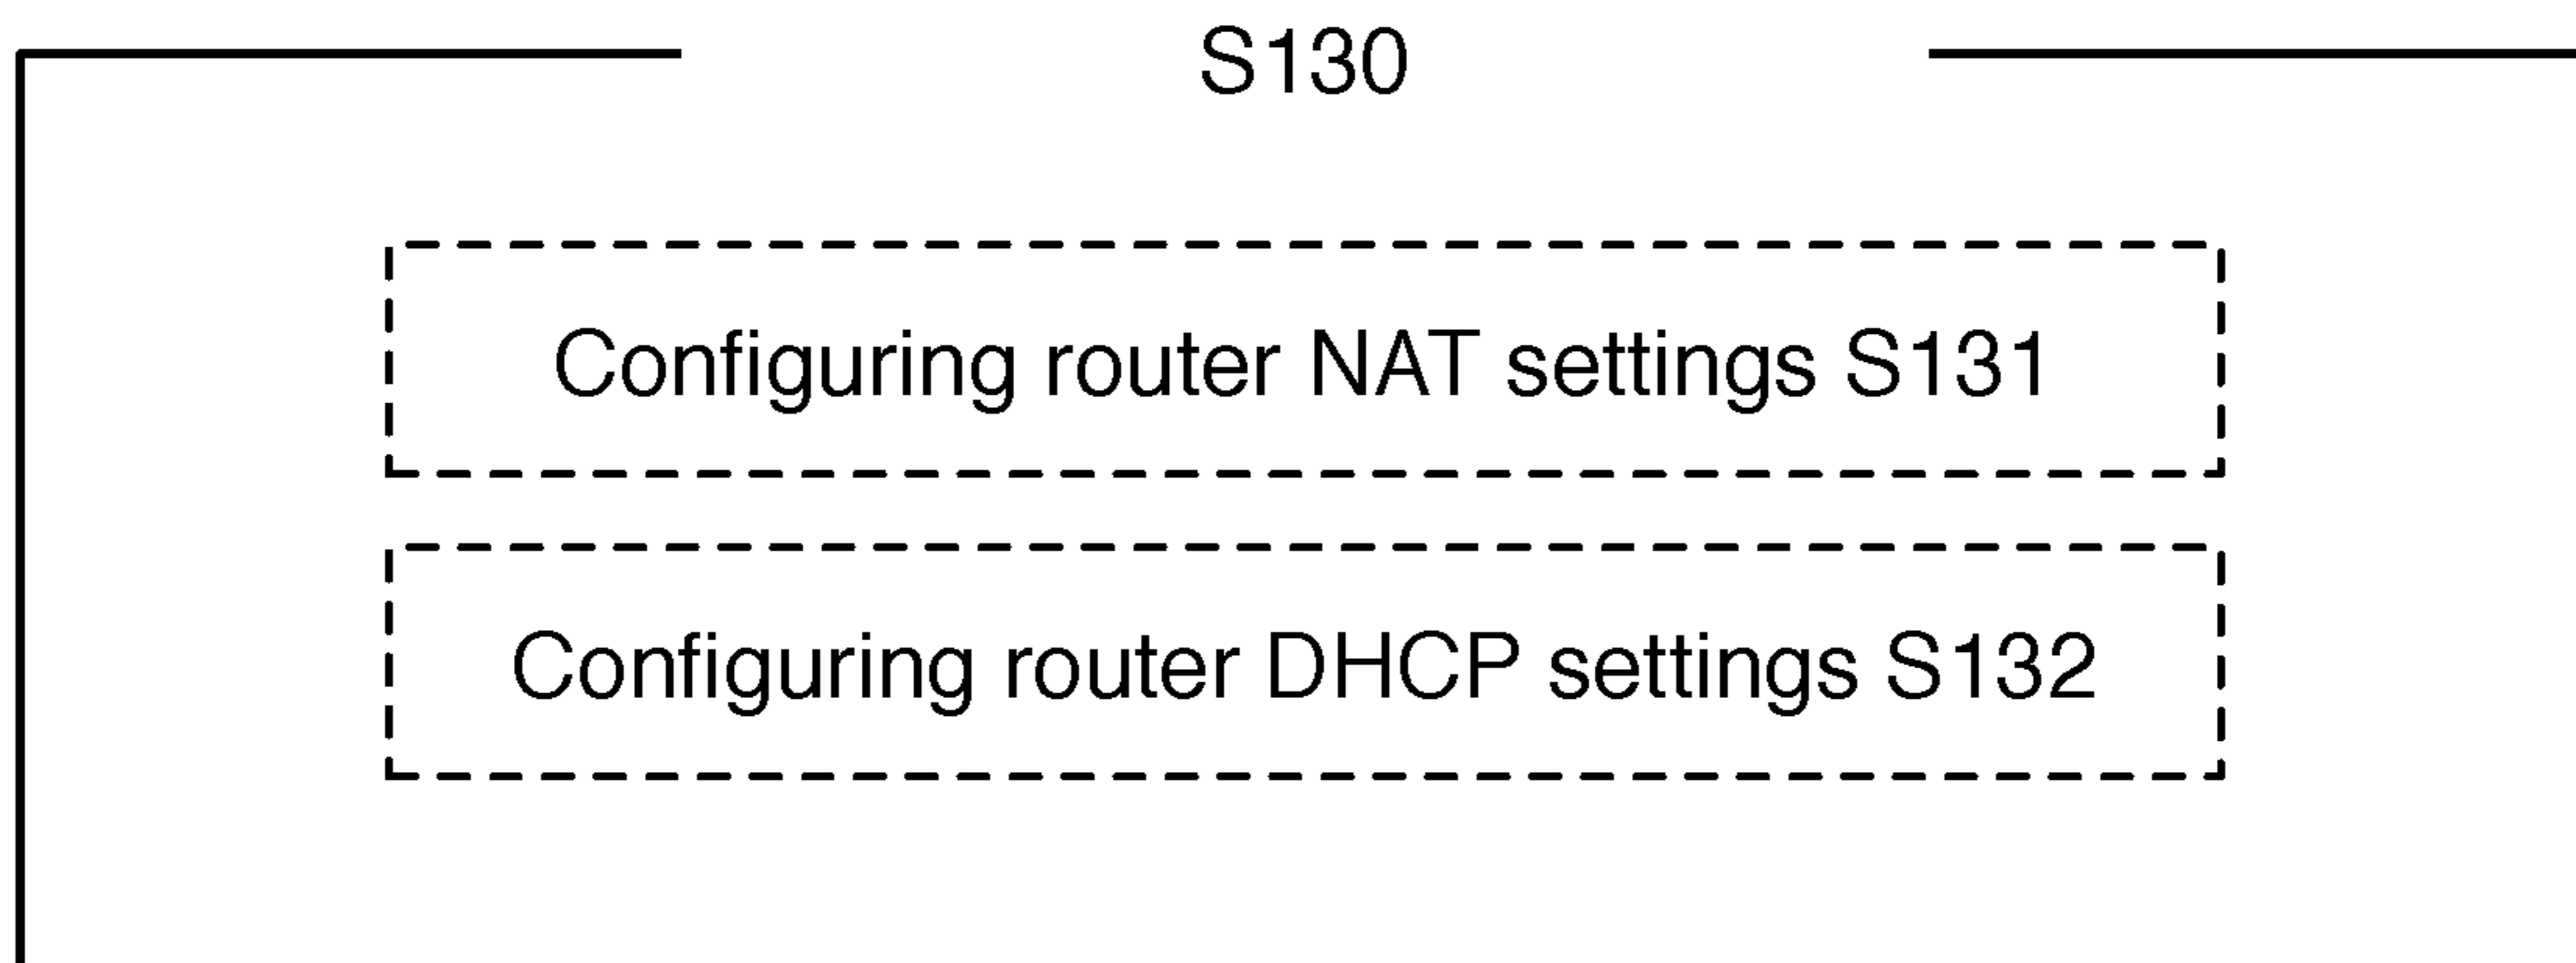 S130
Configuring router NAT settings S131
Configuring router DHCP settings S132